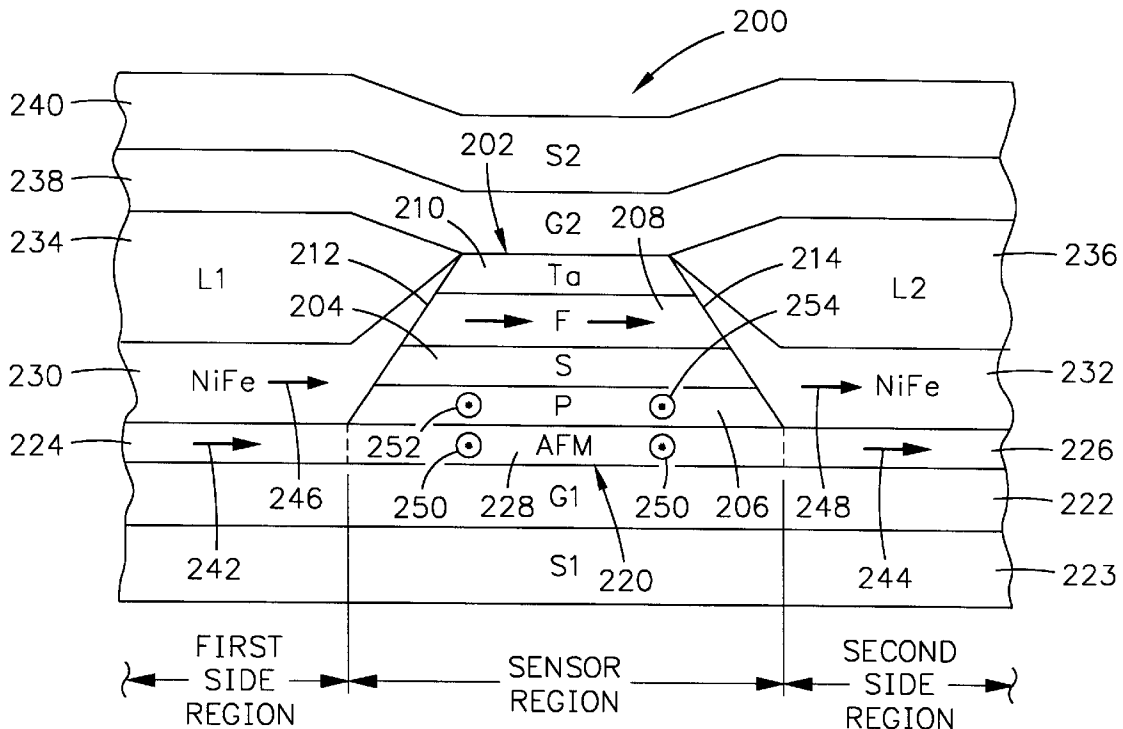 200
240
S2
202
238
210
G2
208
234
212
Ta
214
236
L1
L2
204
F
254
230
NiFe
S
NiFe
232
P
224
252
AFM
226
246
250
228
G1
250
206
248
222
242
S1
220
244
223
FIRST
SIDE
REGION
SENSOR
REGION
SECOND
SIDE
REGION